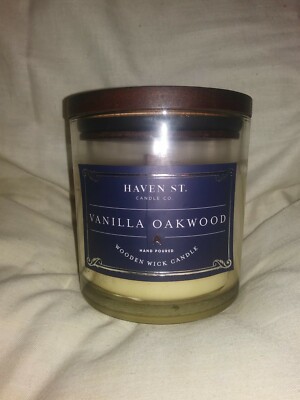 HAVEN ST.
CANDLE CO.
VANILLA OAKWOOD
HAND POURED
WOODEN WICK CANDLE